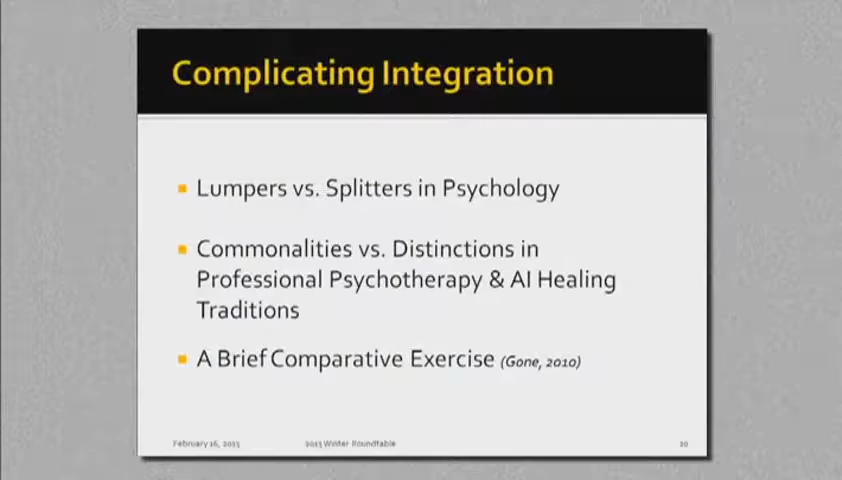 Complicating Integration
Lumpers vs. Splitters in Psychology
Commonalities vs. Distinctions in
Professional Psychotherapy & AI Healing
Traditions
A Brief Comparative Exercise (Gone, 2010)
February 16, 2013
2013 Winter Roundtable
20